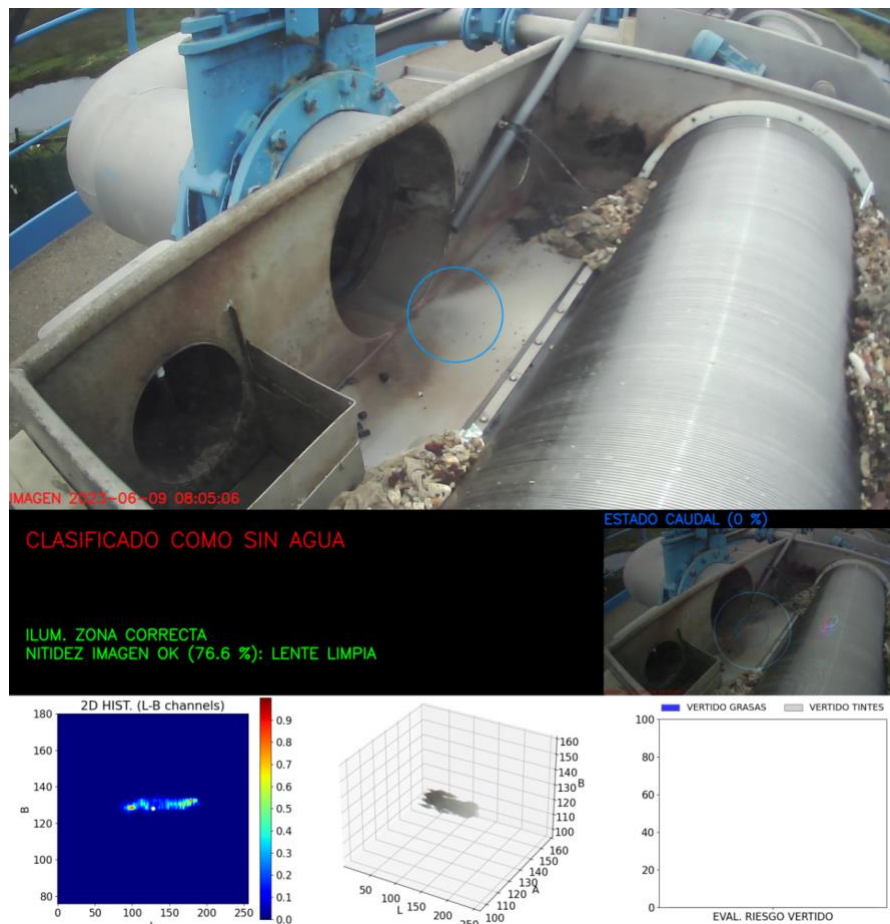 IMAGEN 2023-06-09 08:05:06
ESTADO CAUDAL (0 %)
CLASIFICADO COMO SIN AGUA
ILUM. ZONA CORRECTA
NITIDEZ IMAGEN OK (76.6 %): LENTE LIMPIA
2D HIST. (L-B channels)
180
160
140
120
100
80
B
0 50 100 150 200 250
L
0.9
0.8
0.7
0.6
0.5
0.4
0.3
0.2
0.1
0.0
160
150
140
130
120
110
100
B
160
150
140
130
120
110
100
A
50 100 150 200 250
L
VERTIDO GRASAS VERTIDO TINTES
100
80
60
40
20
0
EVAL. RIESGO VERTIDO